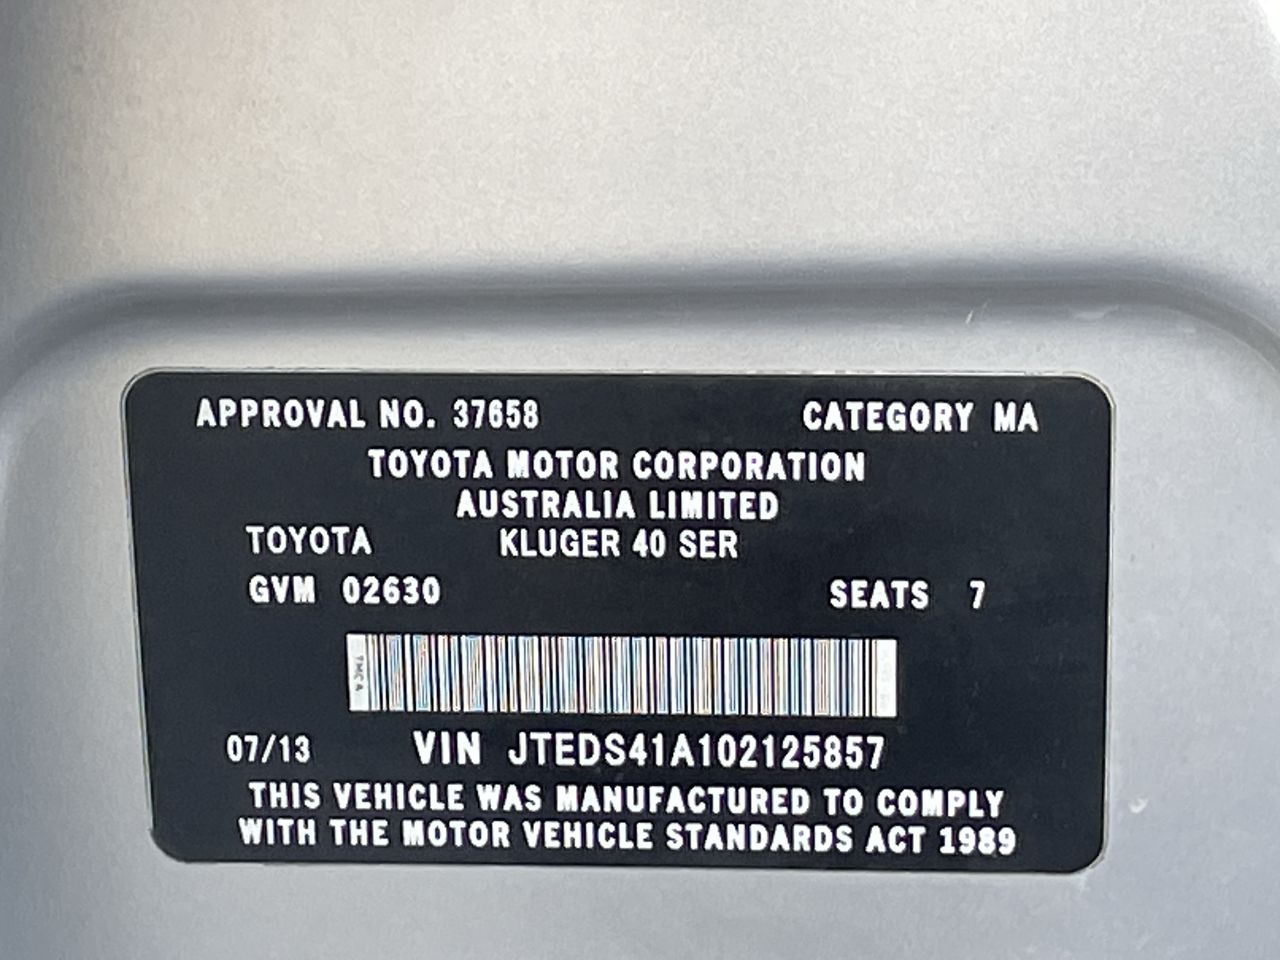 APPROVAL NO. 37658 CATEGORY MA
TOYOTA MOTOR CORPORATION
AUSTRALIA LIMITED
TOYOTA KLUGER 40 SER
GVM 02630 SEATS 7
TMCA
07/13 VIN JTEDS41A102125857
THIS VEHICLE WAS MANUFACTURED TO COMPLY
WITH THE MOTOR VEHICLE STANDARDS ACT 1989